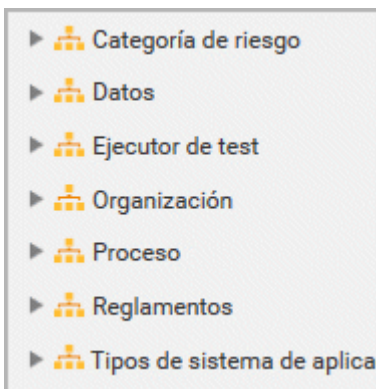 Categoría de riesgo
Datos
Ejecutor de test
Organización
Proceso
Reglamentos
Tipos de sistema de aplica